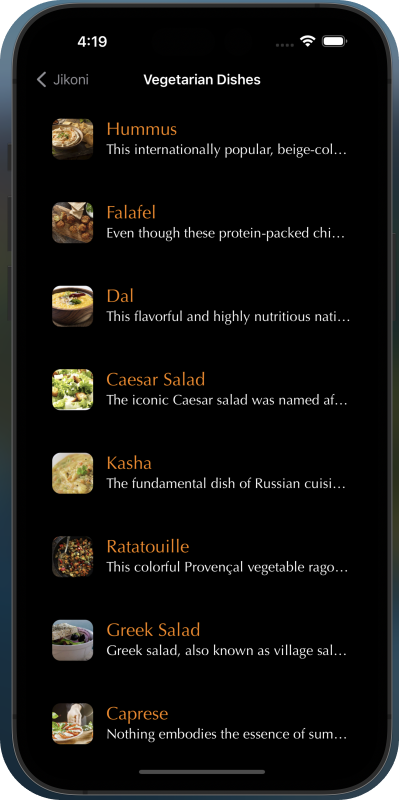 4:19
Jikoni
Vegetarian Dishes
Hummus
This internationally popular, beige-col...
Falafel
Even though these protein-packed chi...
Dal
This flavorful and highly nutritious nati...
Caesar Salad
The iconic Caesar salad was named af...
Kasha
The fundamental dish of Russian cuisi...
Ratatouille
This colorful Provençal vegetable rago...
Greek Salad
Greek salad, also known as village sal...
Caprese
Nothing embodies the essence of sum...